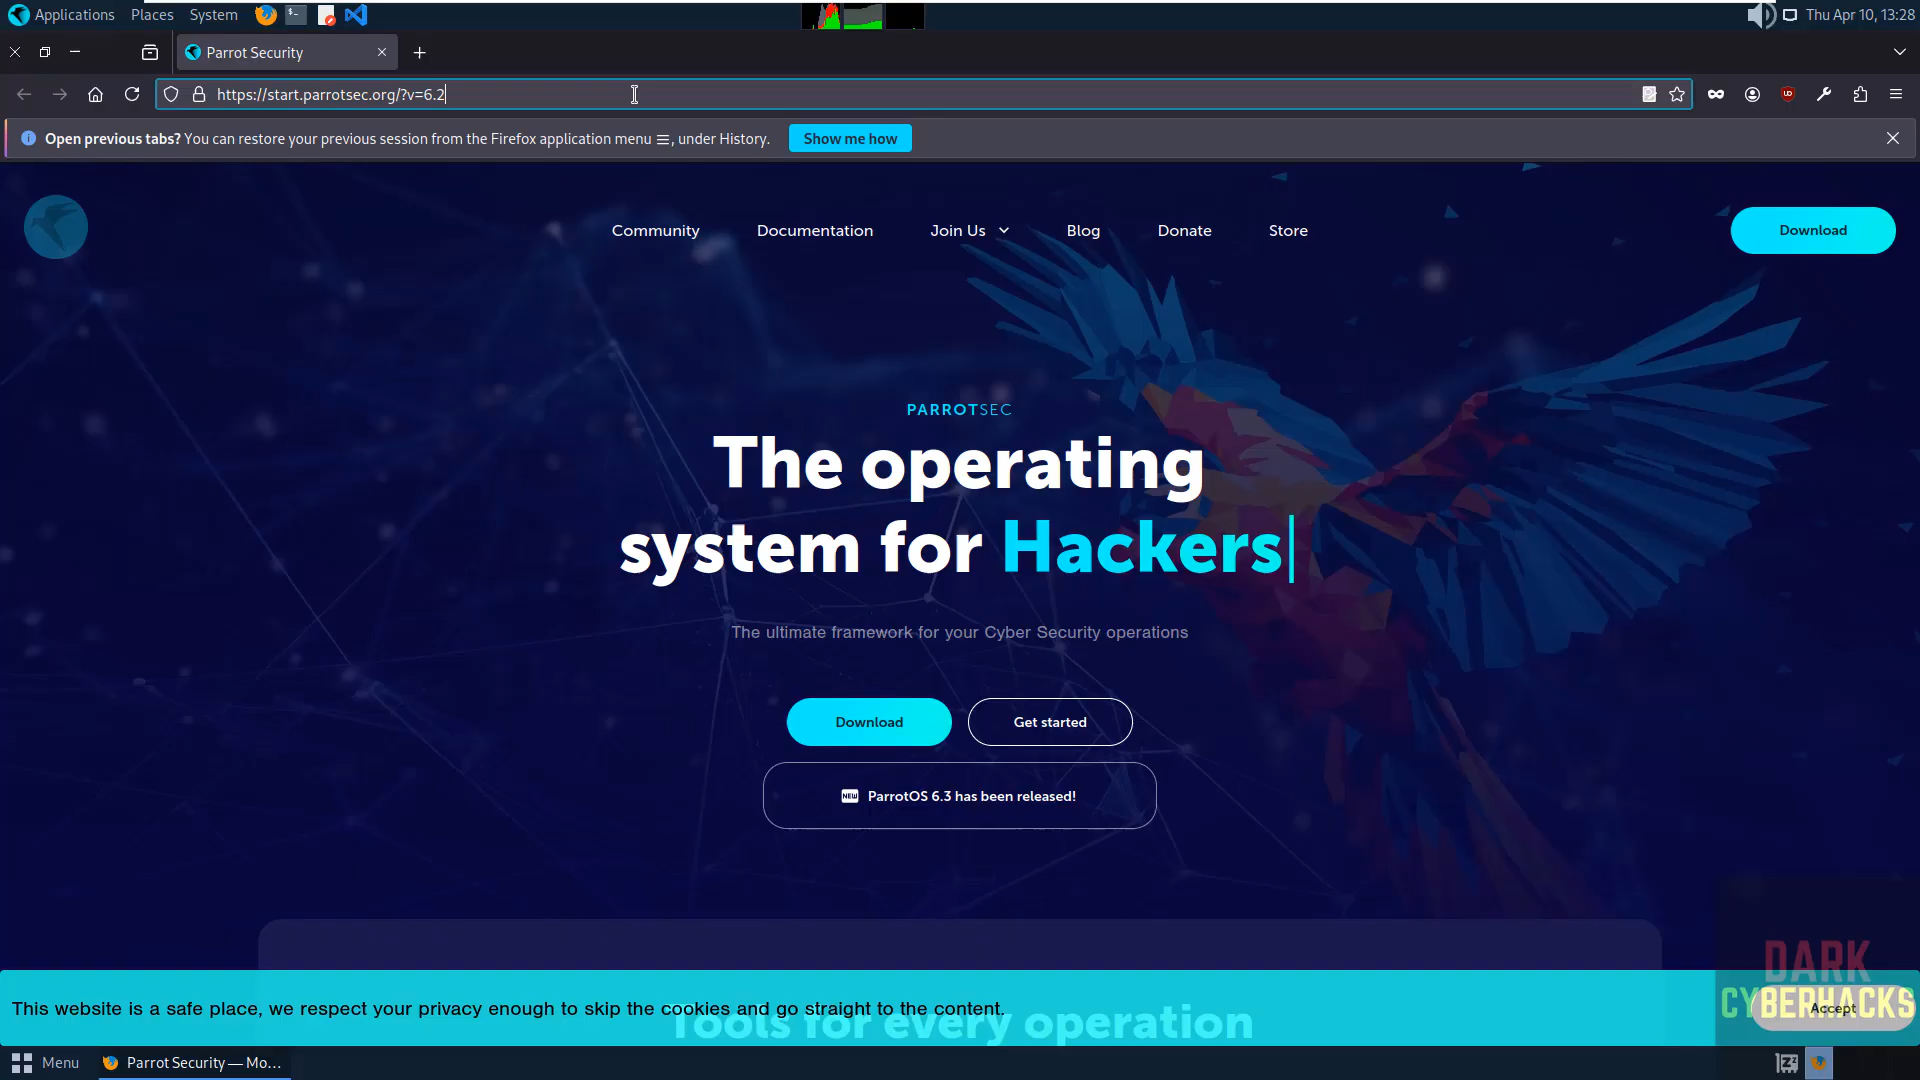 Applications Places System
Thu Apr 10, 13:28
Parrot Security
https://start.parrotsec.org/?v=6.2
Open previous tabs? You can restore your previous session from the Firefox application menu ☰, under History.
Show me how
Community Documentation Join Us Blog Donate Store
Download
PARROTSEC
The operating
system for Hackers
The ultimate framework for your Cyber Security operations
Download
Get started
NEW ParrotOS 6.3 has been released!
DARK
CYBERHACKS
This website is a safe place, we respect your privacy enough to skip the cookies and go straight to the content.
Accept
Tools for every operation
Menu Parrot Security — Mo...